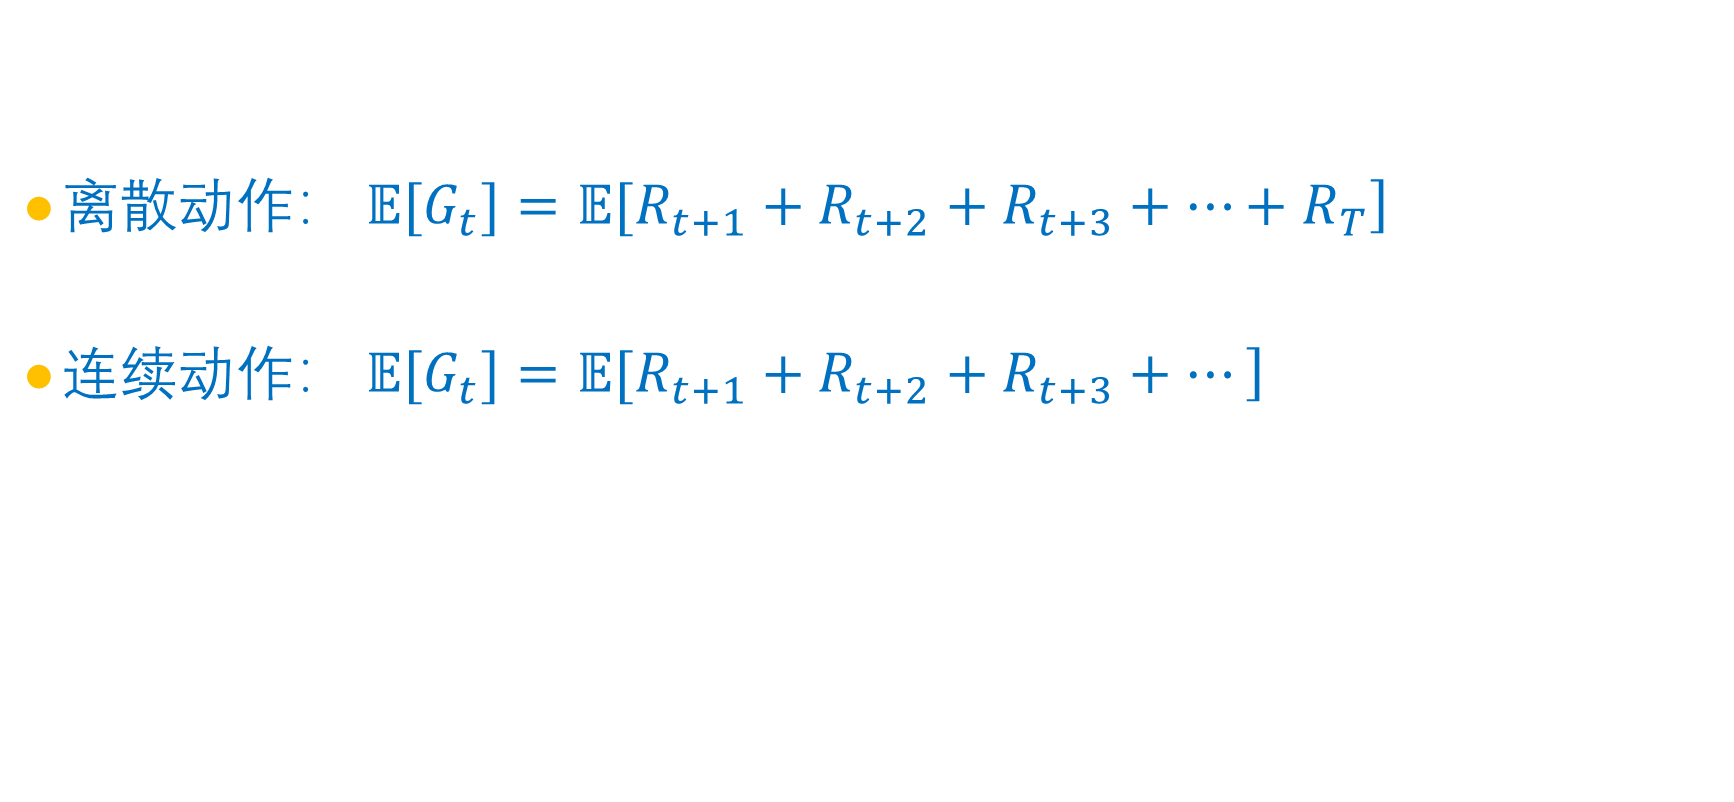 ● 离散动作： 𝔼[G_t] = 𝔼[R_{t+1} + R_{t+2} + R_{t+3} + ⋯ + R_T]
● 连续动作： 𝔼[G_t] = 𝔼[R_{t+1} + R_{t+2} + R_{t+3} + ⋯ ]